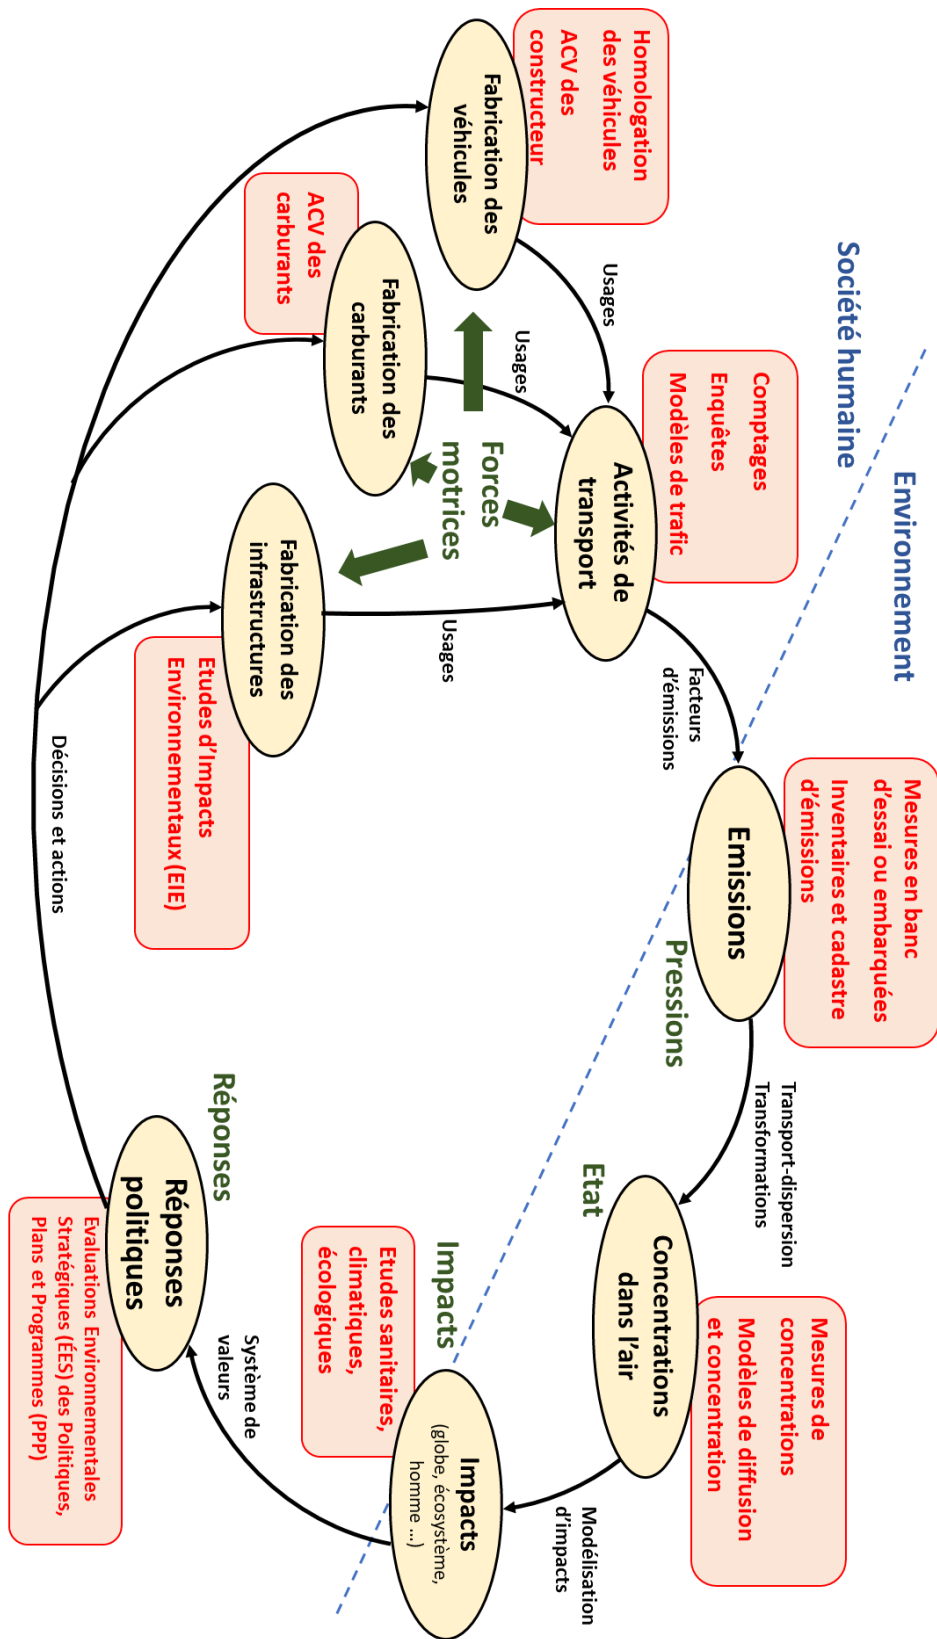 Société humaine
Environnement
Homologation
des véhicules
ACV des
constructeur
Fabrication des
véhicules
ACV des
carburants
Fabrication des
carburants
Usages
Usages
Usages
Forces
motrices
Comptages
Enquêtes
Modèles de trafic
Activités de
transport
Fabrication des
infrastructures
Etudes d'Impacts
Environnementaux (EIE)
Facteurs
d'émissions
Mesures en banc
d'essai ou embarquées
Inventaires et cadastre
d'émissions
Emissions
Pressions
Transport-dispersion
Transformations
Mesures de
concentrations
Modèles de diffusion
et concentration
Concentrations
dans l'air
Etat
Modélisation
d'impacts
Impacts
(globe, écosystème,
homme ...)
Impacts
Etudes sanitaires,
climatiques,
écologiques
Système de
valeurs
Réponses
Réponses
politiques
Evaluations Environnementales
Stratégiques (ÉES) des Politiques,
Plans et Programmes (PPP)
Décisions et actions